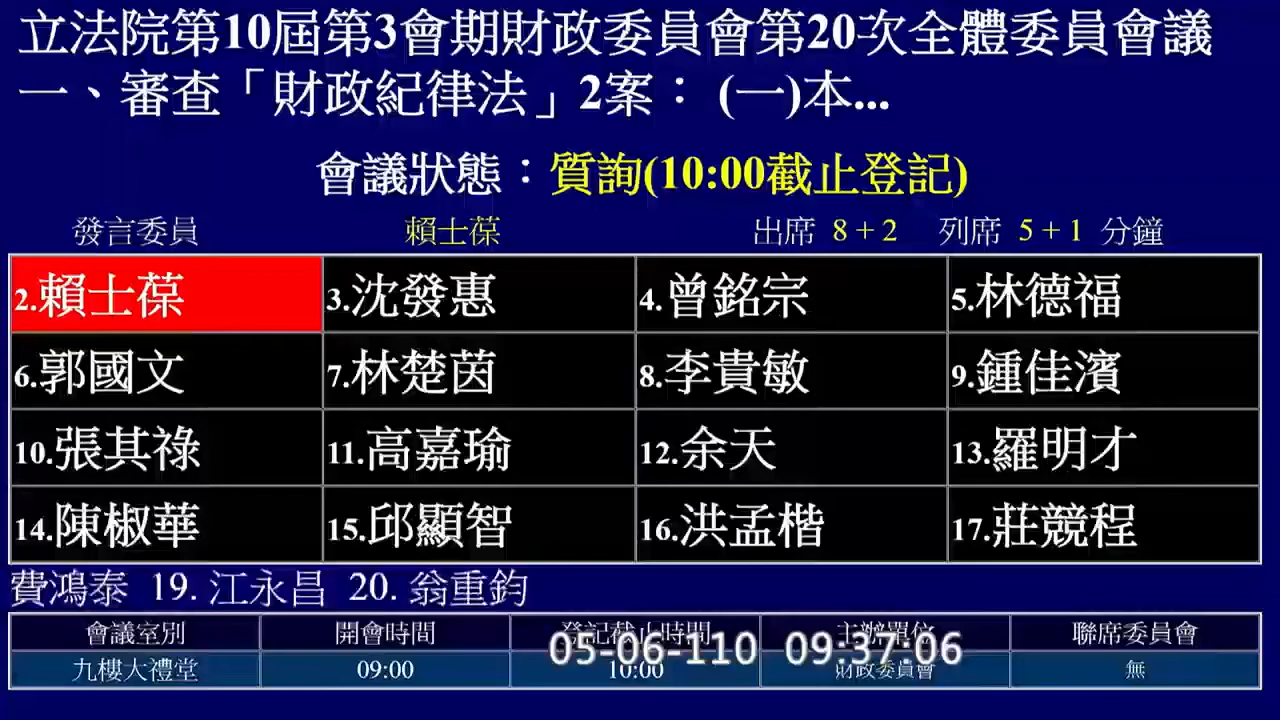 立法院第10屆第3會期財政委員會第20次全體委員會議
一、審查「財政紀律法」2案： (一)本...
會議狀態：質詢(10:00截止登記)
發言委員 賴士葆 出席 8 + 2 列席 5 + 1 分鐘
2.賴士葆 3.沈發惠 4.曾銘宗 5.林德福
6.郭國文 7.林楚茵 8.李貴敏 9.鍾佳濱
10.張其祿 11.高嘉瑜 12.余天 13.羅明才
14.陳椒華 15.邱顯智 16.洪孟楷 17.莊競程
費鴻泰 19. 江永昌 20. 翁重鈞
會議室別 開會時間 登記截止時間 主辦單位 聯席委員會
05-06-110 09:37:06
九樓大禮堂 09:00 10:00 財政委員會 無